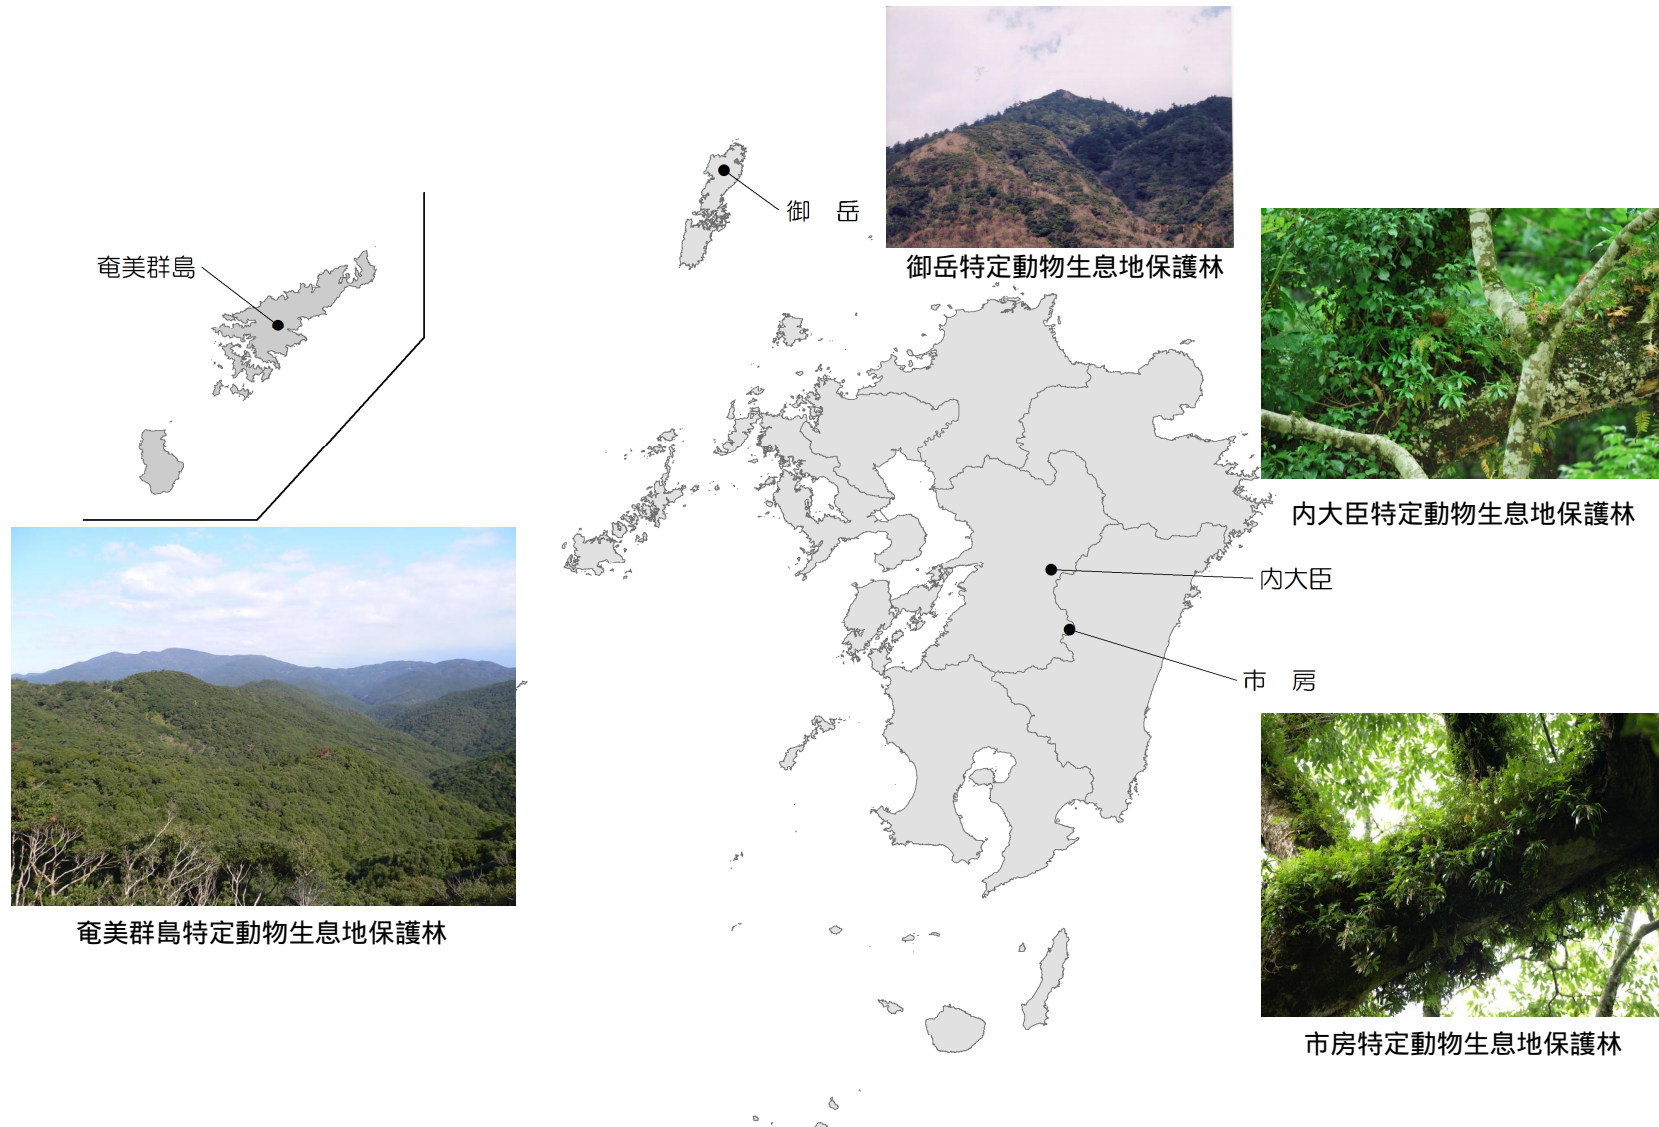 御　岳
御岳特定動物生息地保護林
奄美群島
内大臣特定動物生息地保護林
内大臣
市　房
奄美群島特定動物生息地保護林
市房特定動物生息地保護林